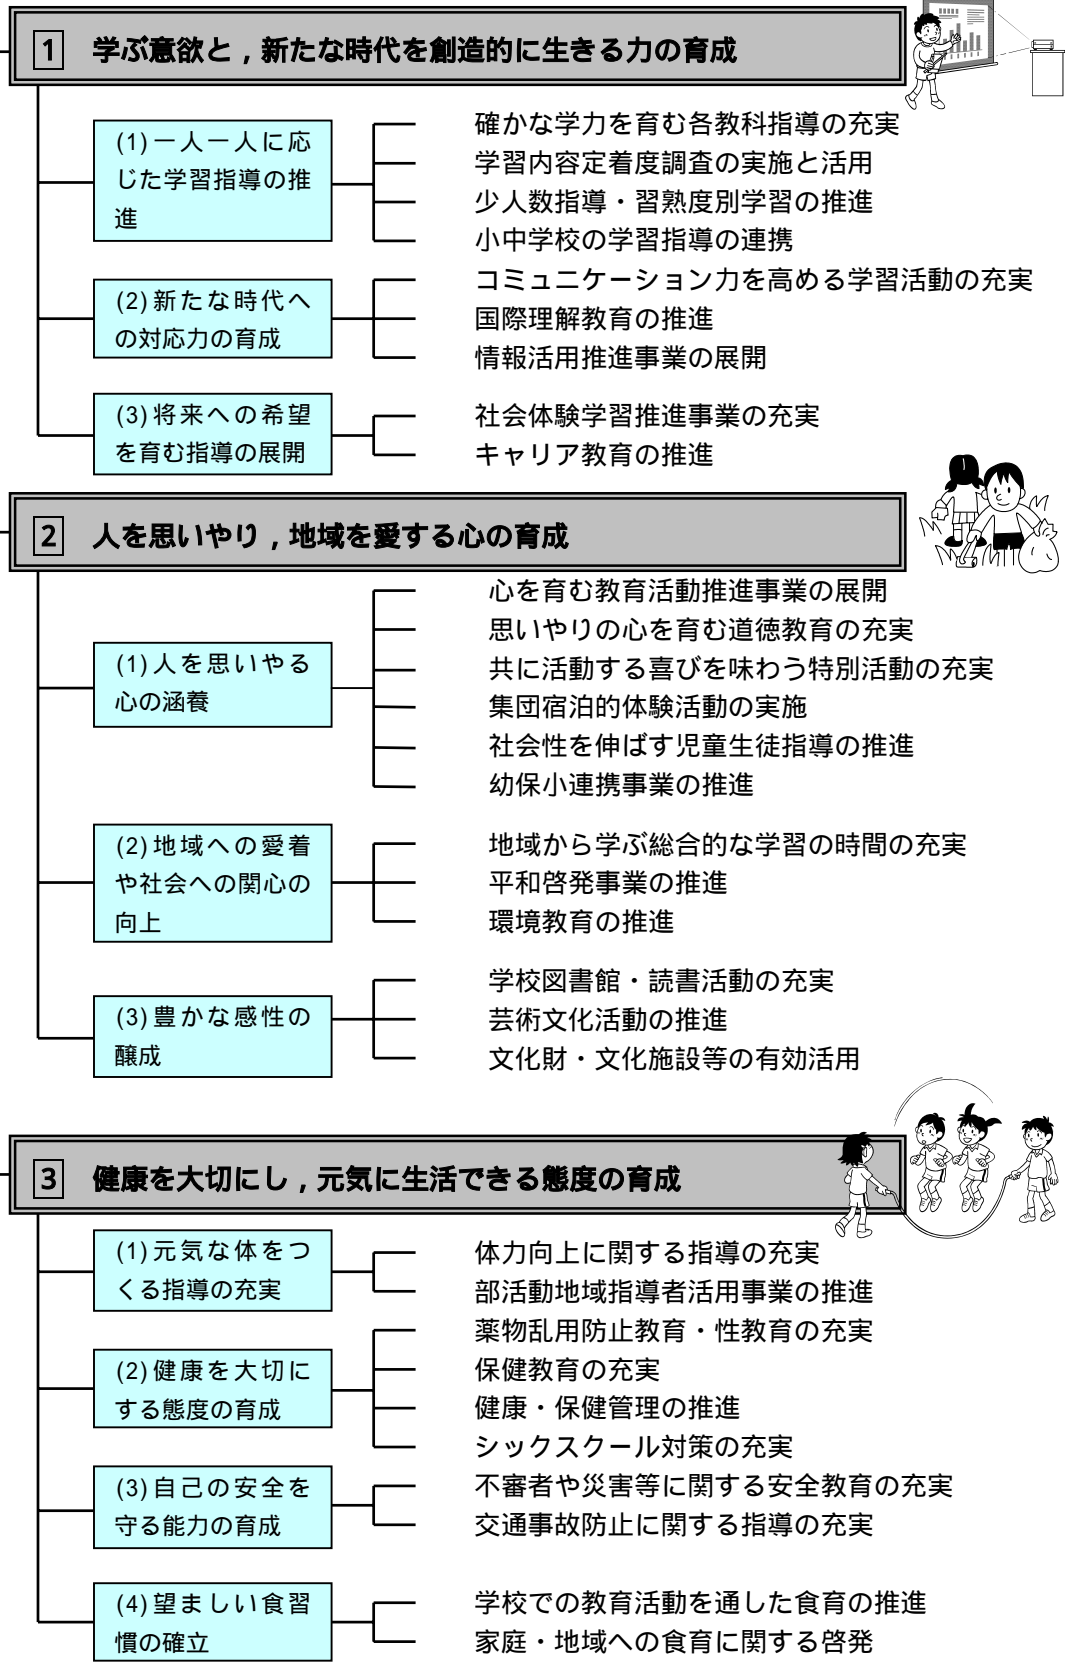 1 学ぶ意欲と，新たな時代を創造的に生きる力の育成
(1)一人一人に応
じた学習指導の推
進
確かな学力を育む各教科指導の充実
学習内容定着度調査の実施と活用
少人数指導・習熟度別学習の推進
小中学校の学習指導の連携
(2)新たな時代へ
の対応力の育成
コミュニケーション力を高める学習活動の充実
国際理解教育の推進
情報活用推進事業の展開
(3)将来への希望
を育む指導の展開
社会体験学習推進事業の充実
キャリア教育の推進
2 人を思いやり，地域を愛する心の育成
(1)人を思いやる
心の涵養
心を育む教育活動推進事業の展開
思いやりの心を育む道徳教育の充実
共に活動する喜びを味わう特別活動の充実
集団宿泊的体験活動の実施
社会性を伸ばす児童生徒指導の推進
幼保小連携事業の推進
(2)地域への愛着
や社会への関心の
向上
地域から学ぶ総合的な学習の時間の充実
平和啓発事業の推進
環境教育の推進
(3)豊かな感性の
醸成
学校図書館・読書活動の充実
芸術文化活動の推進
文化財・文化施設等の有効活用
3 健康を大切にし，元気に生活できる態度の育成
(1)元気な体をつ
くる指導の充実
体力向上に関する指導の充実
部活動地域指導者活用事業の推進
(2)健康を大切に
する態度の育成
薬物乱用防止教育・性教育の充実
保健教育の充実
健康・保健管理の推進
シックスクール対策の充実
(3)自己の安全を
守る能力の育成
不審者や災害等に関する安全教育の充実
交通事故防止に関する指導の充実
(4)望ましい食習
慣の確立
学校での教育活動を通した食育の推進
家庭・地域への食育に関する啓発